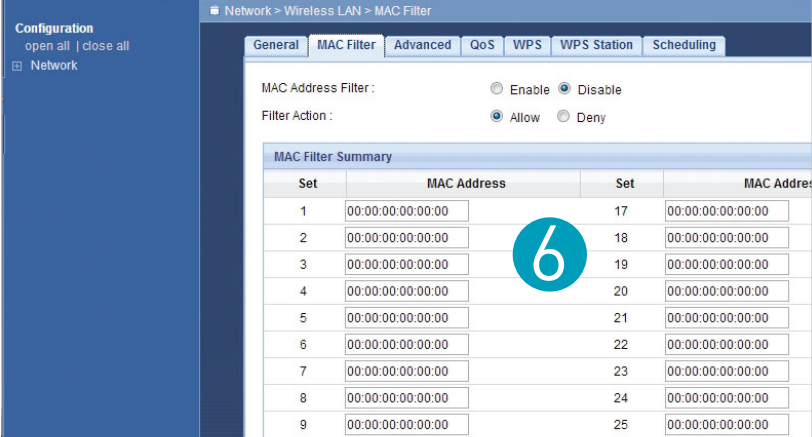 Network > Wireless LAN > MAC Filter
Configuration
open all | close all
Network
General MAC Filter Advanced QoS WPS WPS Station Scheduling
MAC Address Filter : Enable Disable
Filter Action : Allow Deny
MAC Filter Summary
Set MAC Address Set MAC Addres
1 00:00:00:00:00:00 17 00:00:00:00:00:00
2 00:00:00:00:00:00 18 00:00:00:00:00:00
6
3 00:00:00:00:00:00 19 00:00:00:00:00:00
4 00:00:00:00:00:00 20 00:00:00:00:00:00
5 00:00:00:00:00:00 21 00:00:00:00:00:00
6 00:00:00:00:00:00 22 00:00:00:00:00:00
7 00:00:00:00:00:00 23 00:00:00:00:00:00
8 00:00:00:00:00:00 24 00:00:00:00:00:00
9 00:00:00:00:00:00 25 00:00:00:00:00:00